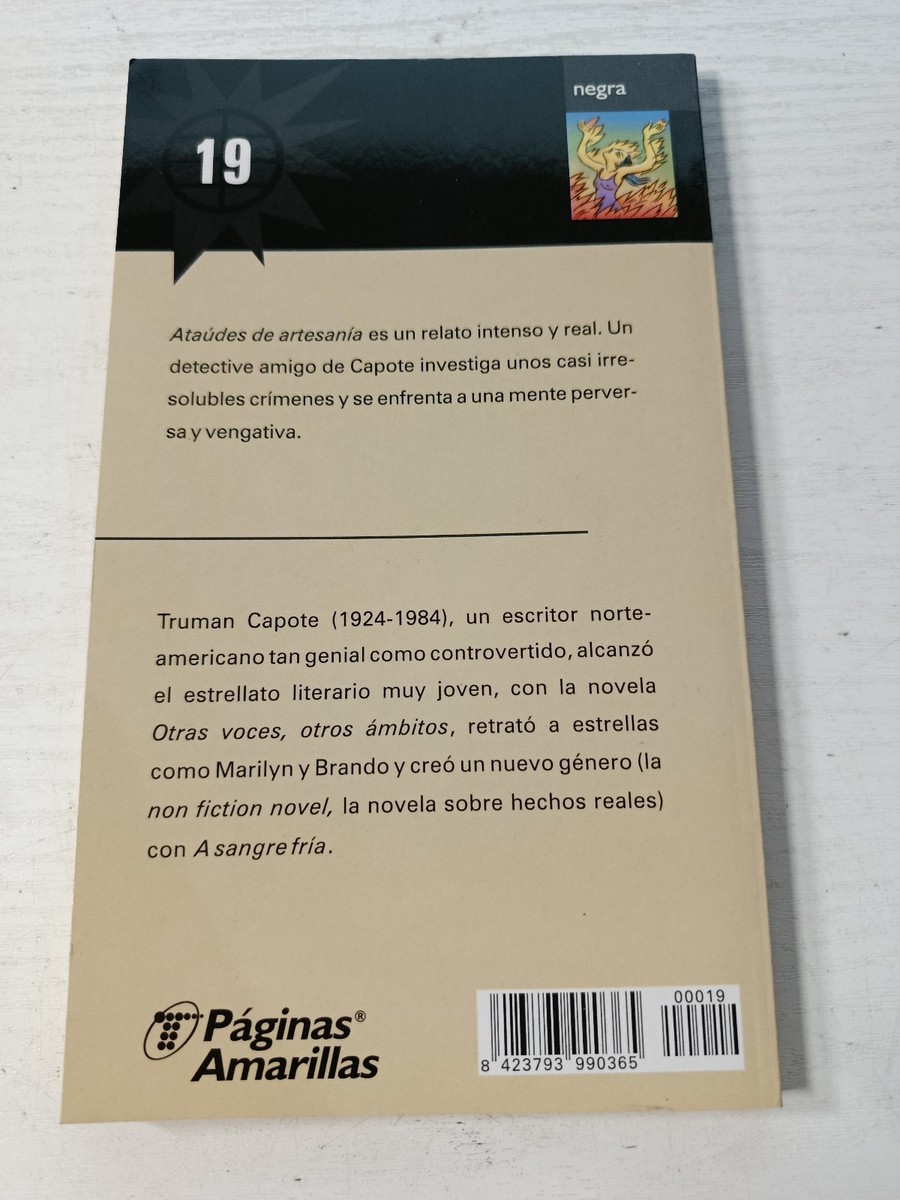 negra
19
Ataúdes de artesanía es un relato intenso y real. Un
detective amigo de Capote investiga unos casi irre-
solubles crímenes y se enfrenta a una mente perver-
sa y vengativa.
Truman Capote (1924-1984), un escritor norte-
americano tan genial como controvertido, alcanzó
el estrellato literario muy joven, con la novela
Otras voces, otros ámbitos, retrató a estrellas
como Marilyn y Brando y creó un nuevo género (la
non fiction novel, la novela sobre hechos reales)
con A sangre fría.
Páginas®
Amarillas
00019
8 423793 990365